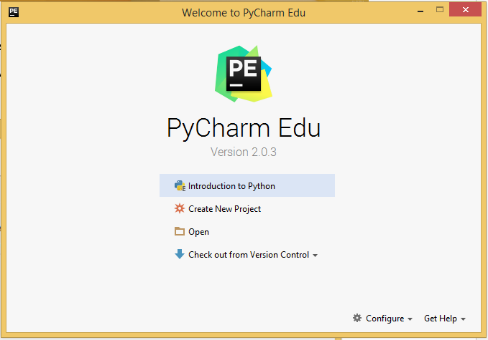 PE
Welcome to PyCharm Edu
PE
PyCharm Edu
Version 2.0.3
Introduction to Python
Create New Project
Open
Check out from Version Control
Configure
Get Help